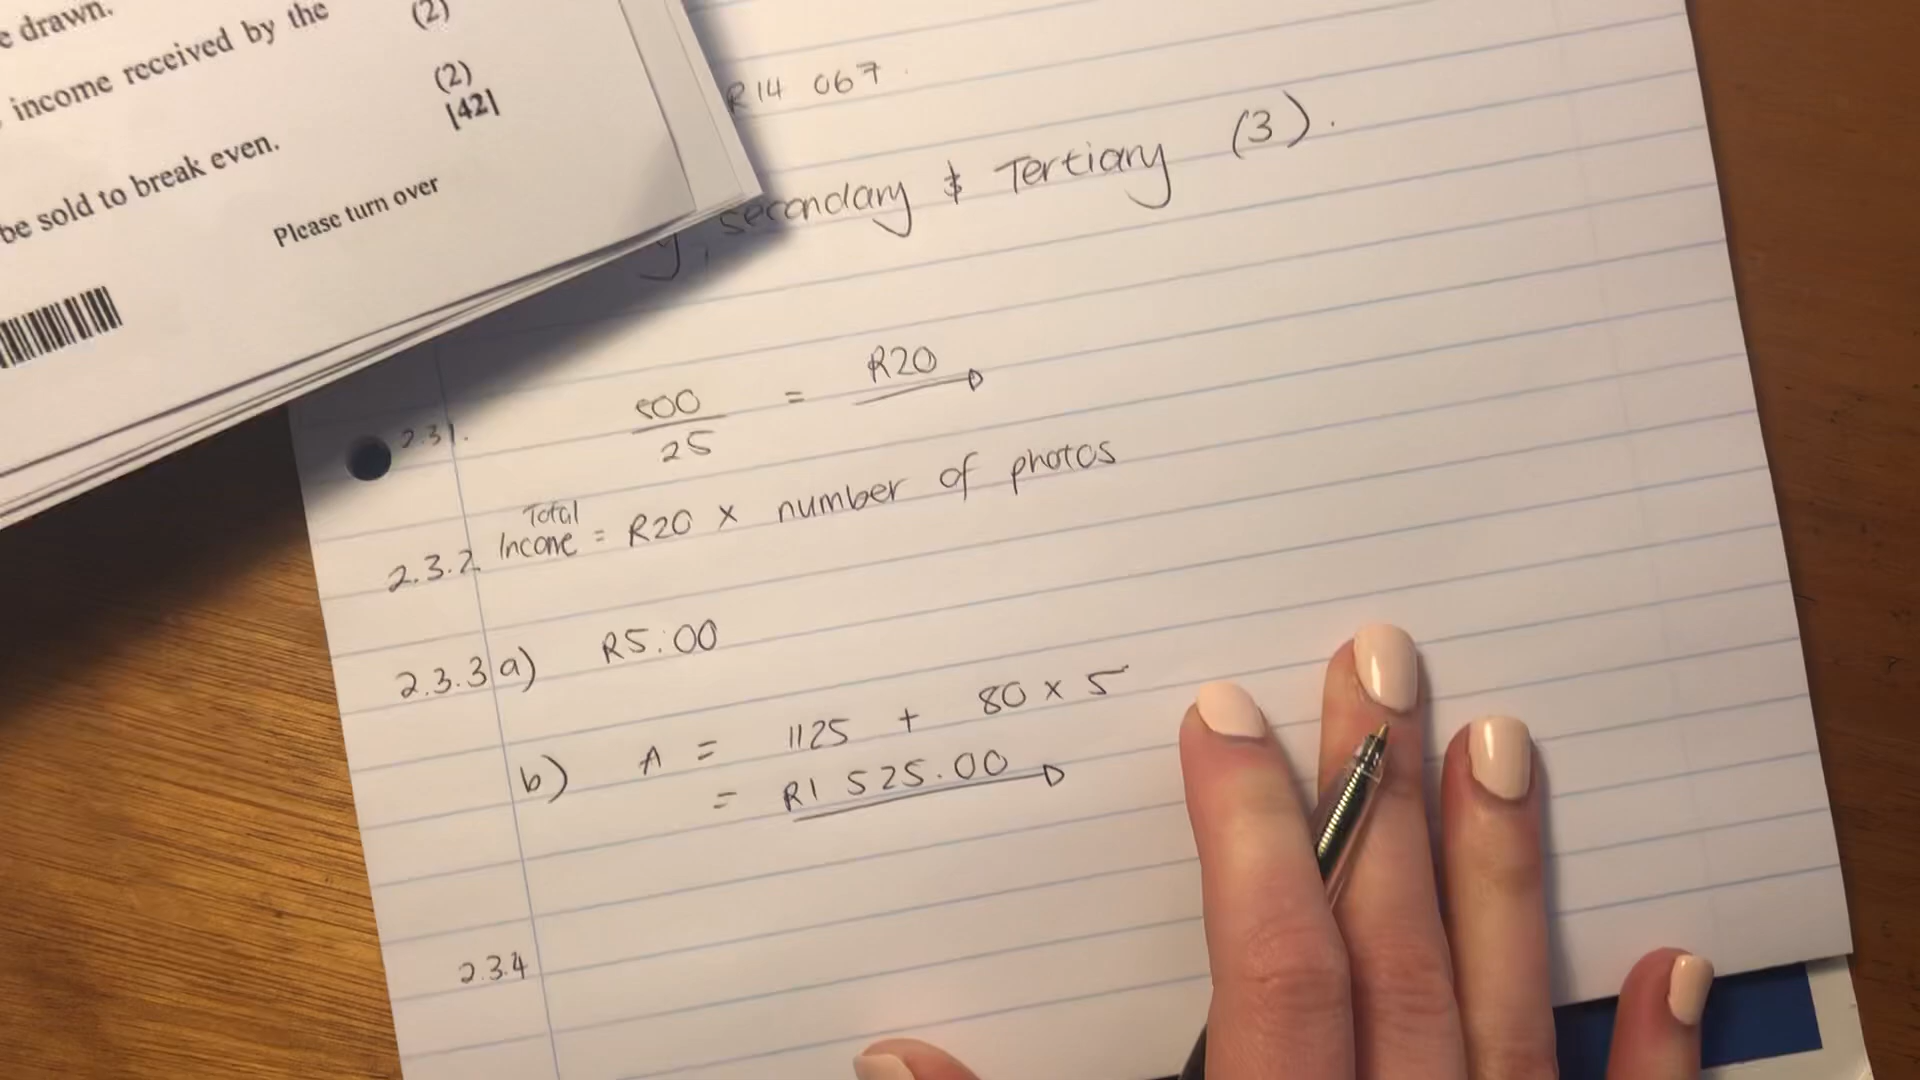 e drawn.
(2)
income received by the
(2)
[42]
be sold to break even.
Please turn over
R14 067.
y, secondary & Tertiary (3).
2.31. 500/25 = R20
2.3.2 Total Income = R20 x number of photos
2.3.3 a) R5:00
b) A = 1125 + 80 x 5
= R1 525.00
2.3.4